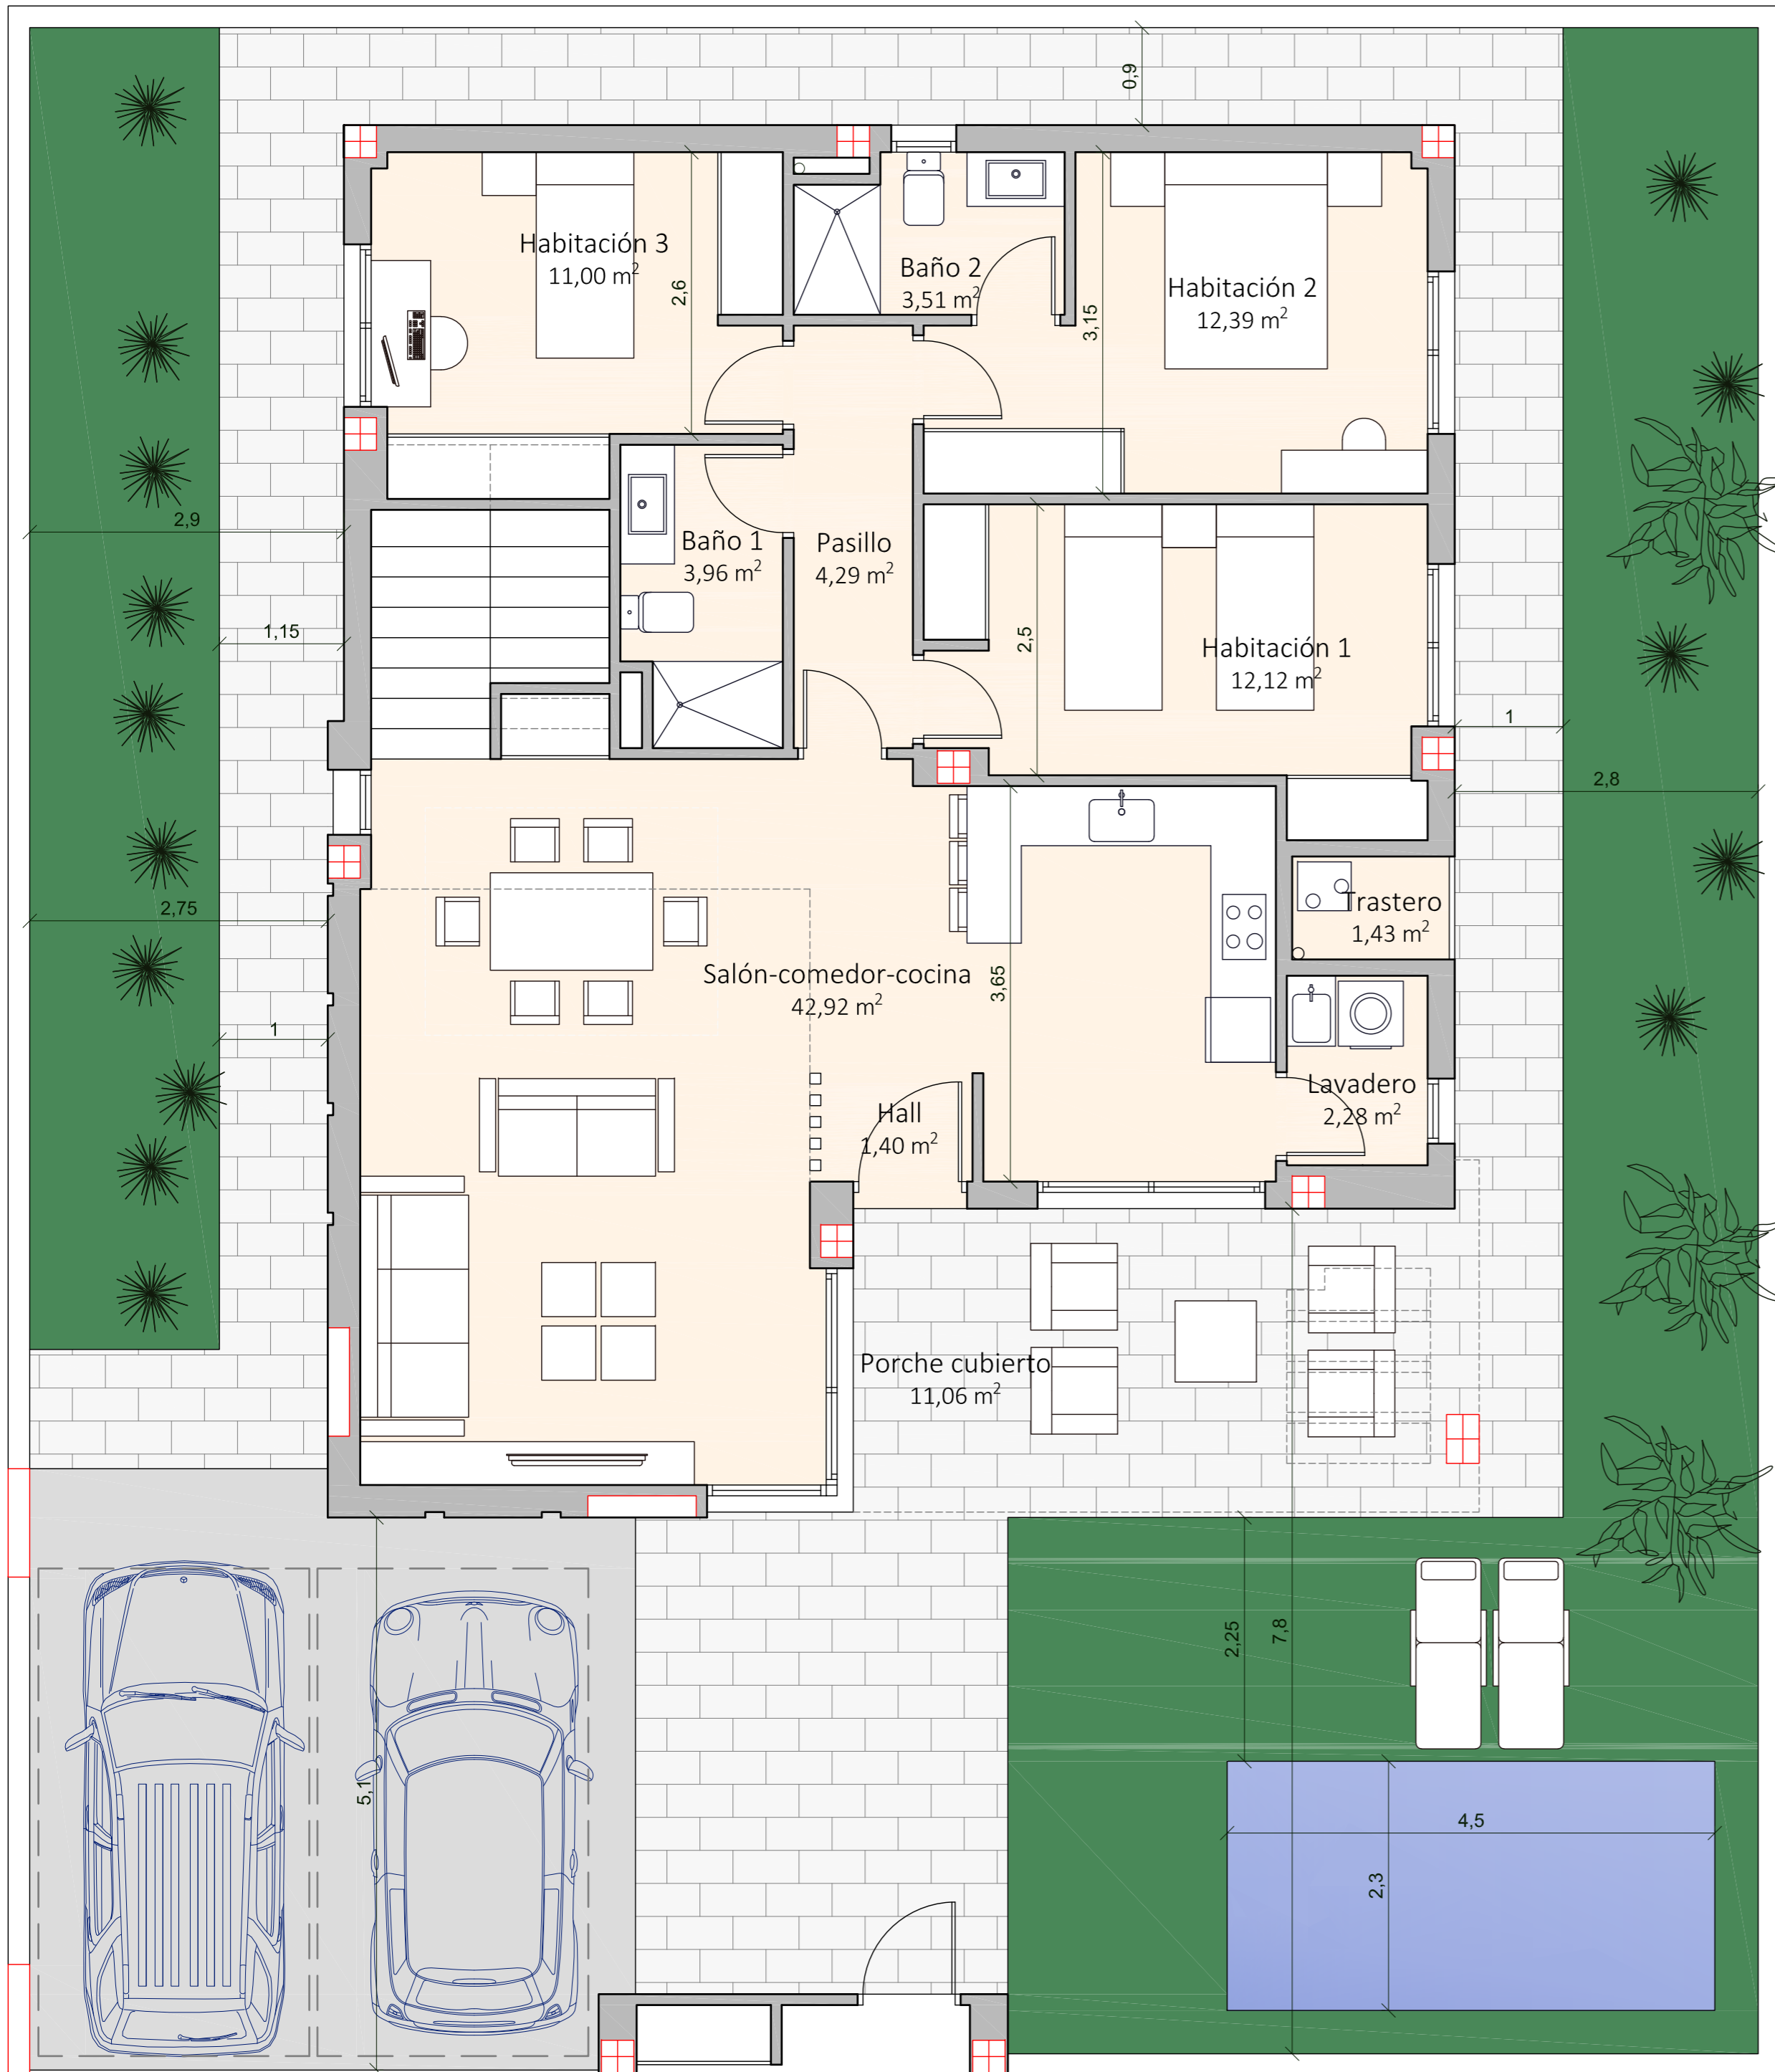 0,9
Habitación 3
11,00 m²
2,6
Baño 2
3,51 m²
3,15
Habitación 2
12,39 m²
2,9
Baño 1
3,96 m²
Pasillo
4,29 m²
1,15
2,5
Habitación 1
12,12 m²
1
2,8
2,75
Trastero
1,43 m²
Salón-comedor-cocina
42,92 m²
3,65
1
Hall
1,40 m²
Lavadero
2,28 m²
Porche cubierto
11,06 m²
2,25
7,8
5,1
4,5
2,3